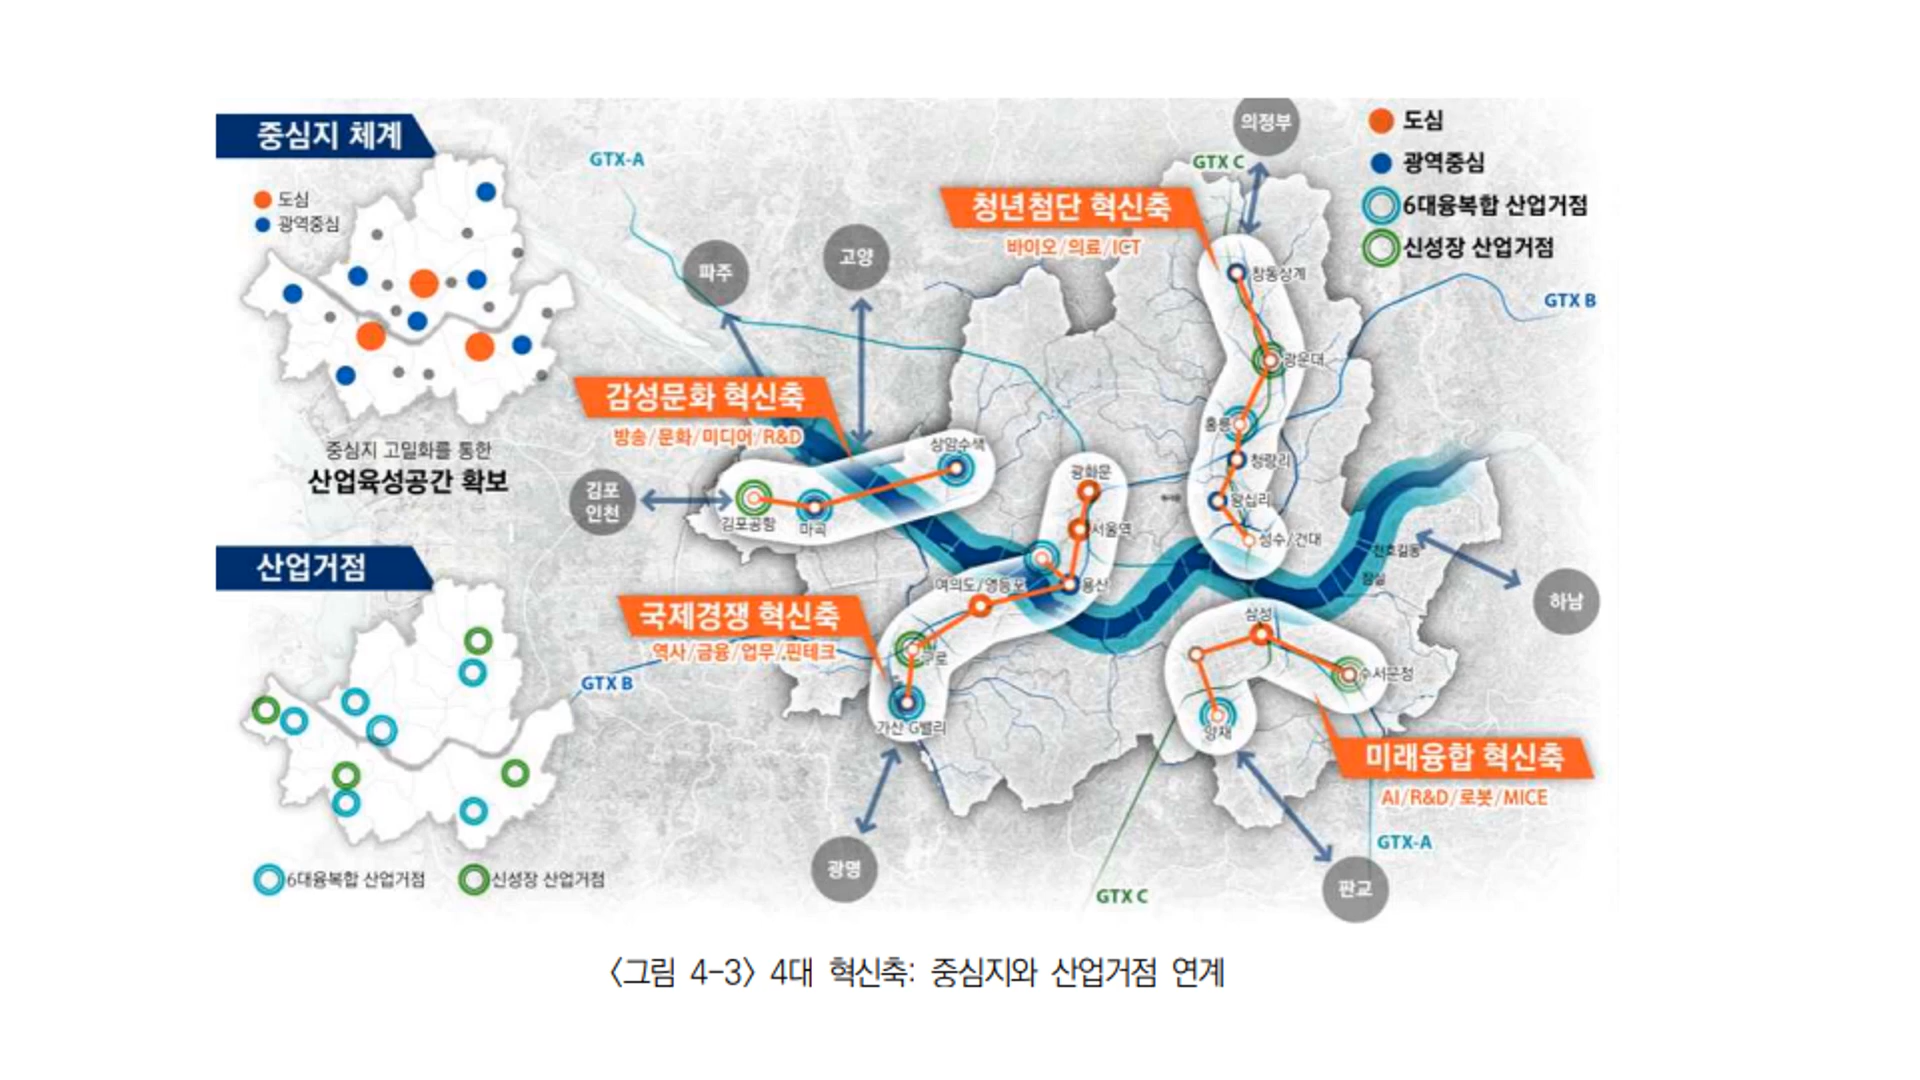 중심지 체계
도심
광역중심
중심지 고밀화를 통한
산업육성공간 확보
산업거점
6대융복합 산업거점
신성장 산업거점
GTX-A
GTX C
의정부
도심
광역중심
6대융복합 산업거점
신성장 산업거점
GTX B
청년첨단 혁신축
바이오/의료/ICT
파주
고양
창동상계
광운대
홍릉
청량리
왕십리
성수/건대
감성문화 혁신축
방송/문화/미디어/R&D
상암수색
김포
인천
김포공항
마곡
광화문
서울역
여의도/영등포
용산
천호길동
잠실
하남
국제경쟁 혁신축
역사/금융/업무/핀테크
구로
가산 G밸리
GTX B
삼성
수서문정
양재
미래융합 혁신축
AI/R&D/로봇/MICE
GTX-A
광명
판교
GTX C
<그림 4-3> 4대 혁신축: 중심지와 산업거점 연계